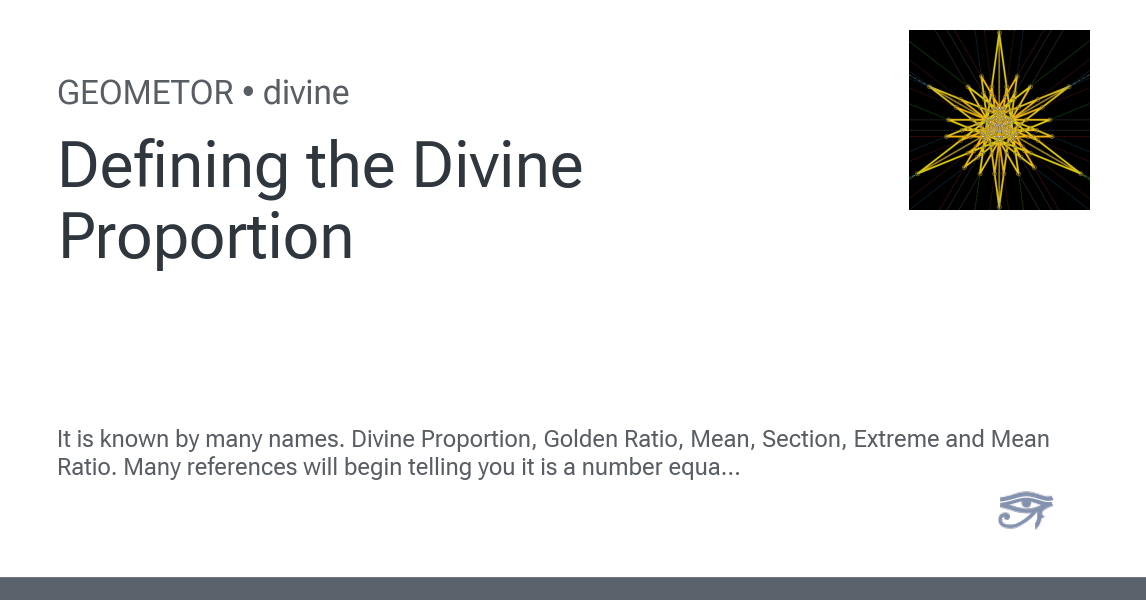 GEOMETOR • divine
Defining the Divine
Proportion
It is known by many names. Divine Proportion, Golden Ratio, Mean, Section, Extreme and Mean
Ratio. Many references will begin telling you it is a number equa...